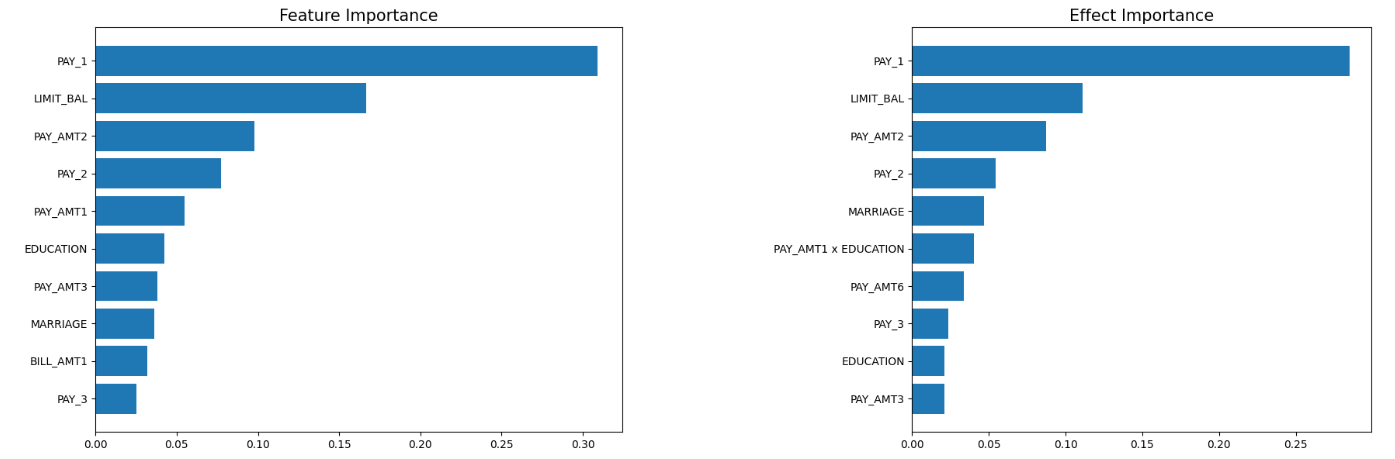 Feature Importance
PAY_1
LIMIT_BAL
PAY_AMT2
PAY_2
PAY_AMT1
EDUCATION
PAY_AMT3
MARRIAGE
BILL_AMT1
PAY_3
0.00 0.05 0.10 0.15 0.20 0.25 0.30
Effect Importance
PAY_1
LIMIT_BAL
PAY_AMT2
PAY_2
MARRIAGE
PAY_AMT1 x EDUCATION
PAY_AMT6
PAY_3
EDUCATION
PAY_AMT3
0.00 0.05 0.10 0.15 0.20 0.25